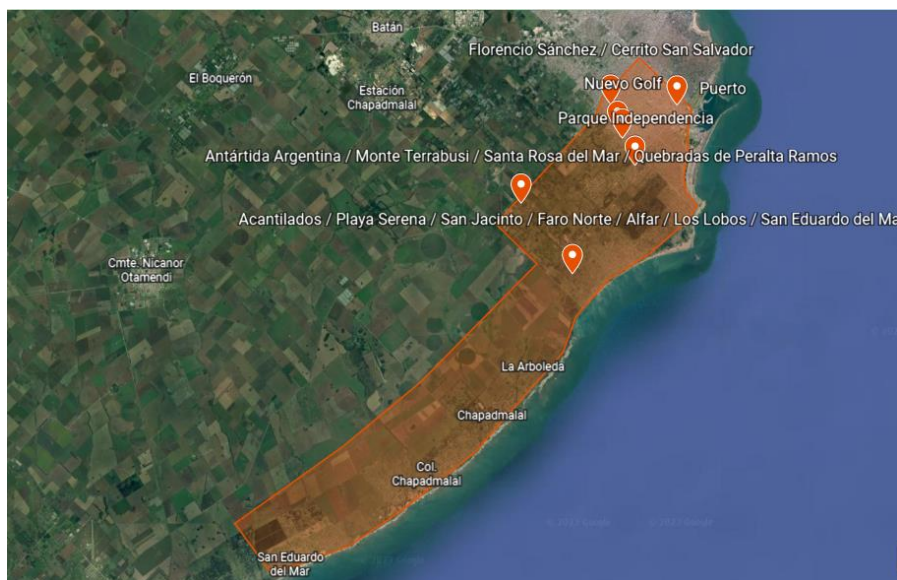 Batán
Florencio Sánchez / Cerrito San Salvador
El Boquerón
Estación
Chapadmalal
Nuevo Golf
Puerto
Parque Independencia
Antártida Argentina / Monte Terrabusi / Santa Rosa del Mar / Quebradas de Peralta Ramos
Acantilados / Playa Serena / San Jacinto / Faro Norte / Alfar / Los Lobos / San Eduardo del Ma
Cmte. Nicanor
Otamendi
La Arboleda
Chapadmalal
Col.
Chapadmalal
San Eduardo
del Mar